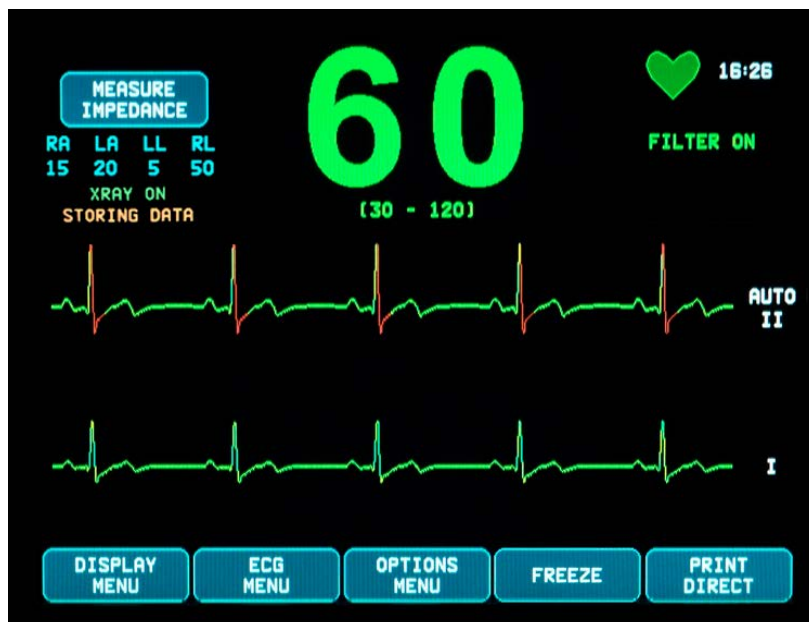 MEASURE
IMPEDANCE
RA LA LL RL
15 20 5 50
XRAY ON
STORING DATA
60
(30 - 120)
16:26
FILTER ON
AUTO
II
I
DISPLAY
MENU
ECG
MENU
OPTIONS
MENU
FREEZE
PRINT
DIRECT